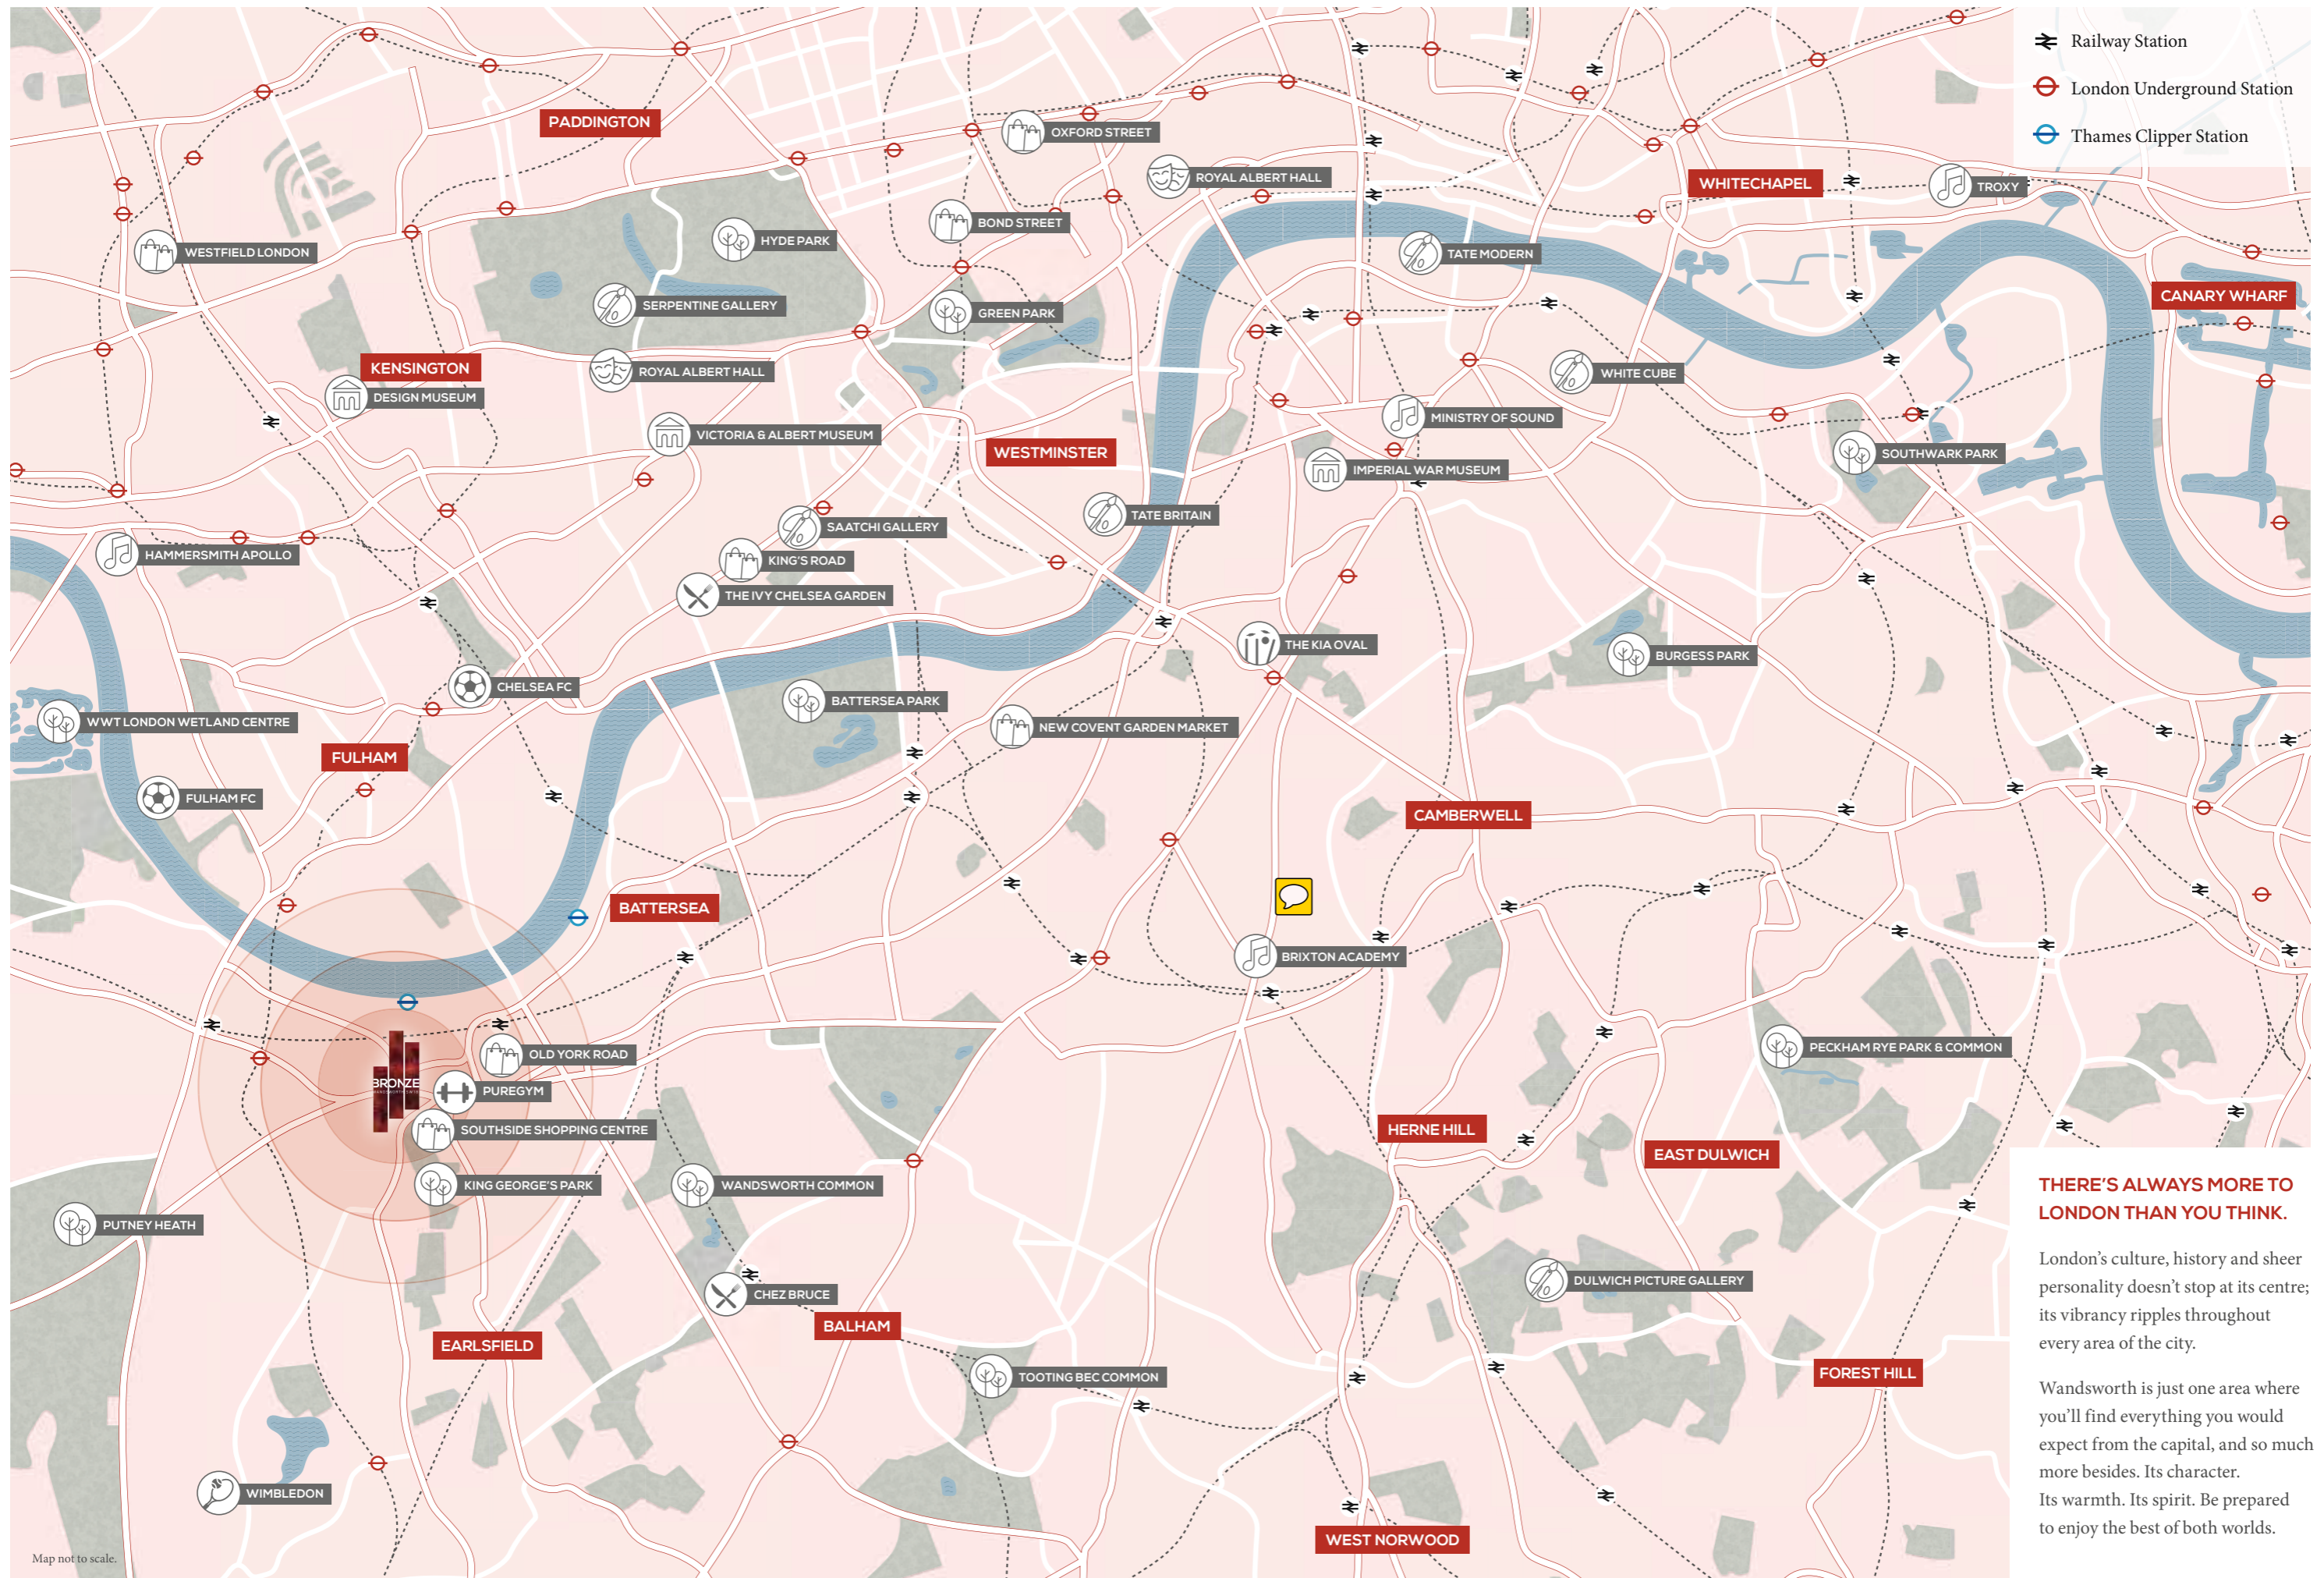 Railway Station
London Underground Station
Thames Clipper Station
PADDINGTON
OXFORD STREET
ROYAL ALBERT HALL
WHITECHAPEL
TROXY
WESTFIELD LONDON
HYDE PARK
BOND STREET
TATE MODERN
CANARY WHARF
SERPENTINE GALLERY
GREEN PARK
KENSINGTON
ROYAL ALBERT HALL
WHITE CUBE
DESIGN MUSEUM
MINISTRY OF SOUND
VICTORIA & ALBERT MUSEUM
WESTMINSTER
SOUTHWARK PARK
IMPERIAL WAR MUSEUM
TATE BRITAIN
SAATCHI GALLERY
HAMMERSMITH APOLLO
KING'S ROAD
THE IVY CHELSEA GARDEN
THE KIA OVAL
BURGESS PARK
CHELSEA FC
BATTERSEA PARK
WWT LONDON WETLAND CENTRE
NEW COVENT GARDEN MARKET
FULHAM
FULHAM FC
CAMBERWELL
BATTERSEA
BRIXTON ACADEMY
OLD YORK ROAD
PECKHAM RYE PARK & COMMON
BRONZE
PUREGYM
SOUTHSIDE SHOPPING CENTRE
HERNE HILL
EAST DULWICH
KING GEORGE'S PARK
WANDSWORTH COMMON
PUTNEY HEATH
DULWICH PICTURE GALLERY
CHEZ BRUCE
BALHAM
EARLSFIELD
TOOTING BEC COMMON
FOREST HILL
WIMBLEDON
WEST NORWOOD
THERE'S ALWAYS MORE TO
LONDON THAN YOU THINK.
London's culture, history and sheer
personality doesn't stop at its centre;
its vibrancy ripples throughout
every area of the city.
Wandsworth is just one area where
you'll find everything you would
expect from the capital, and so much
more besides. Its character.
Its warmth. Its spirit. Be prepared
to enjoy the best of both worlds.
Map not to scale.